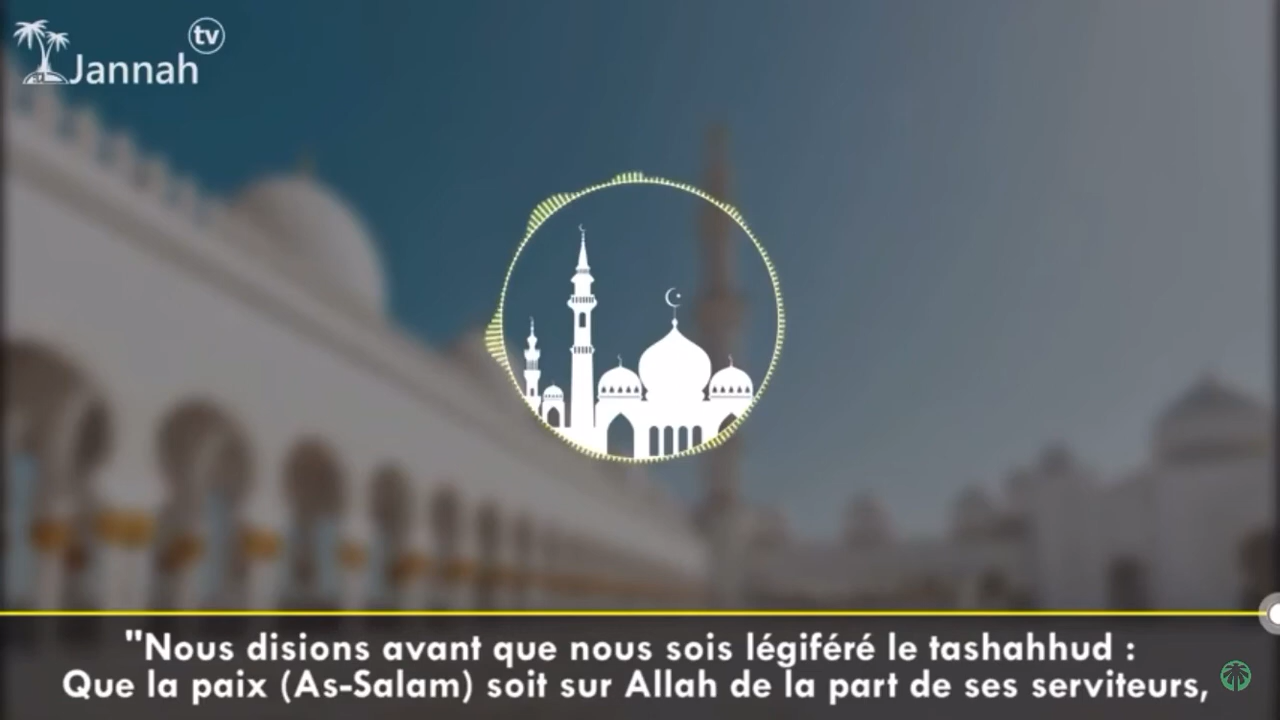 tv
Jannah
"Nous disions avant que nous sois légiféré le tashahhud :
Que la paix (As-Salam) soit sur Allah de la part de ses serviteurs,